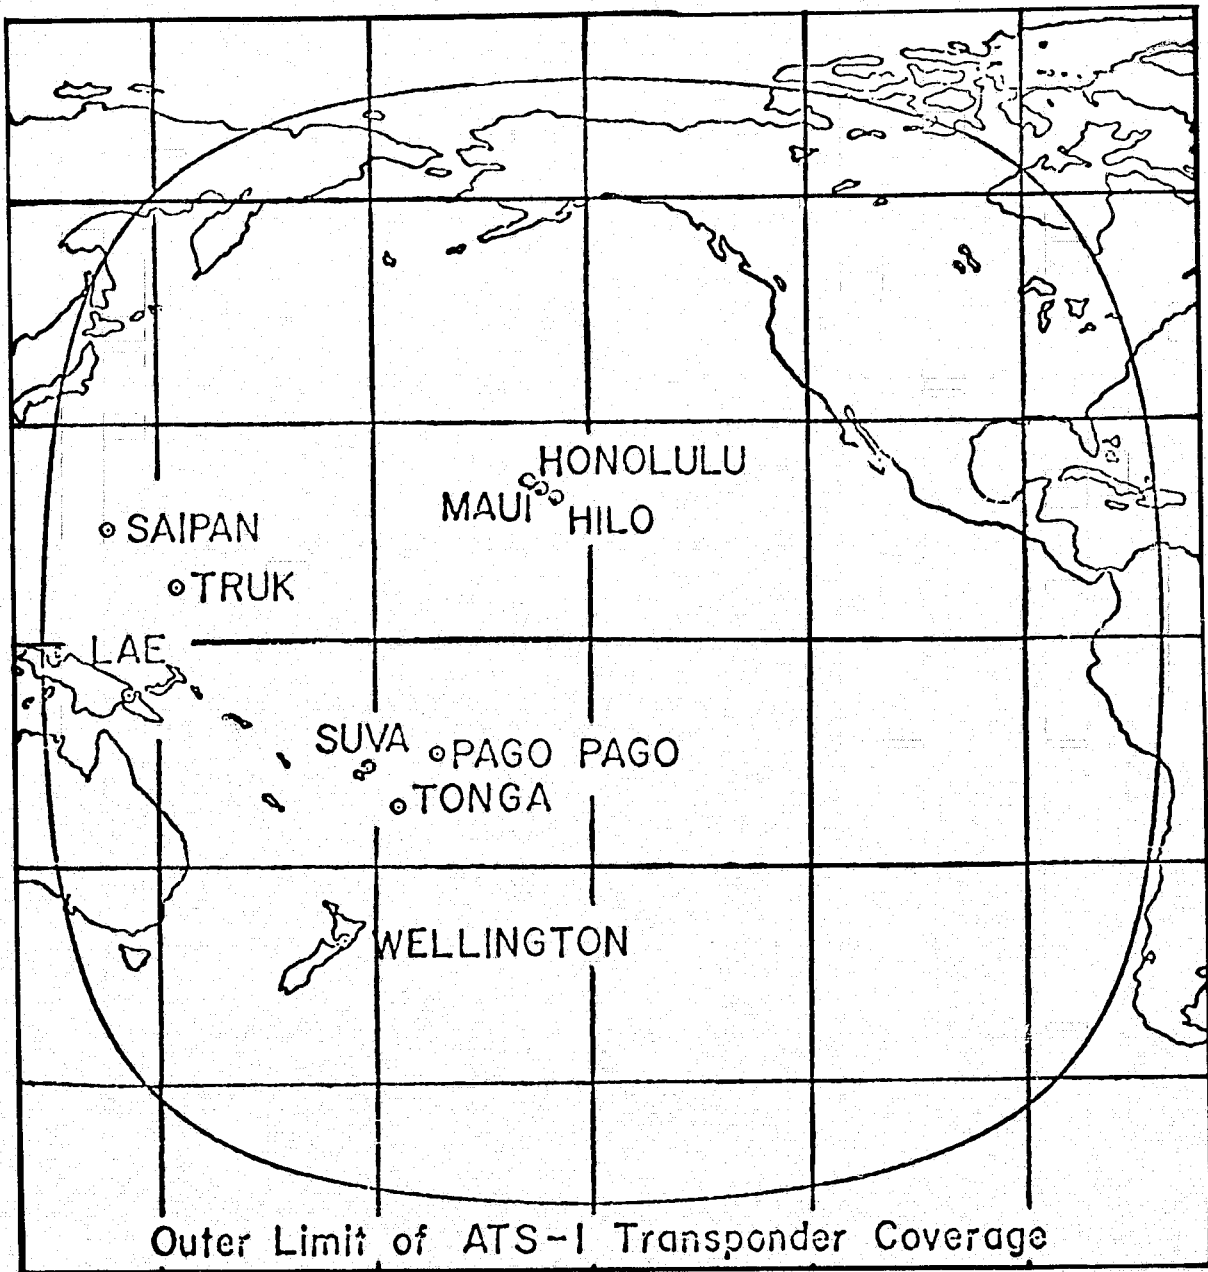 HONOLULU
MAUI
HILO
SAIPAN
TRUK
LAE
SUVA
PAGO PAGO
TONGA
WELLINGTON
Outer Limit of ATS-1 Transponder Coverage